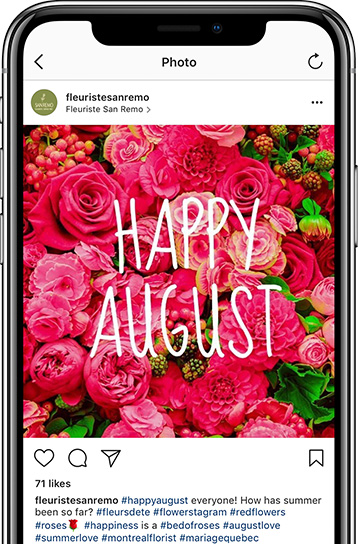 Photo
SANREMO
fleuristesanremo
Fleuriste San Remo >
HAPPY
AUGUST
71 likes
fleuristesanremo #happyaugust everyone! How has summer
been so far? #fleursdete #flowerstagram #redflowers
#roses🌹 #happiness is a #bedofroses #augustlove
#summerlove #montrealflorist #mariagequebec